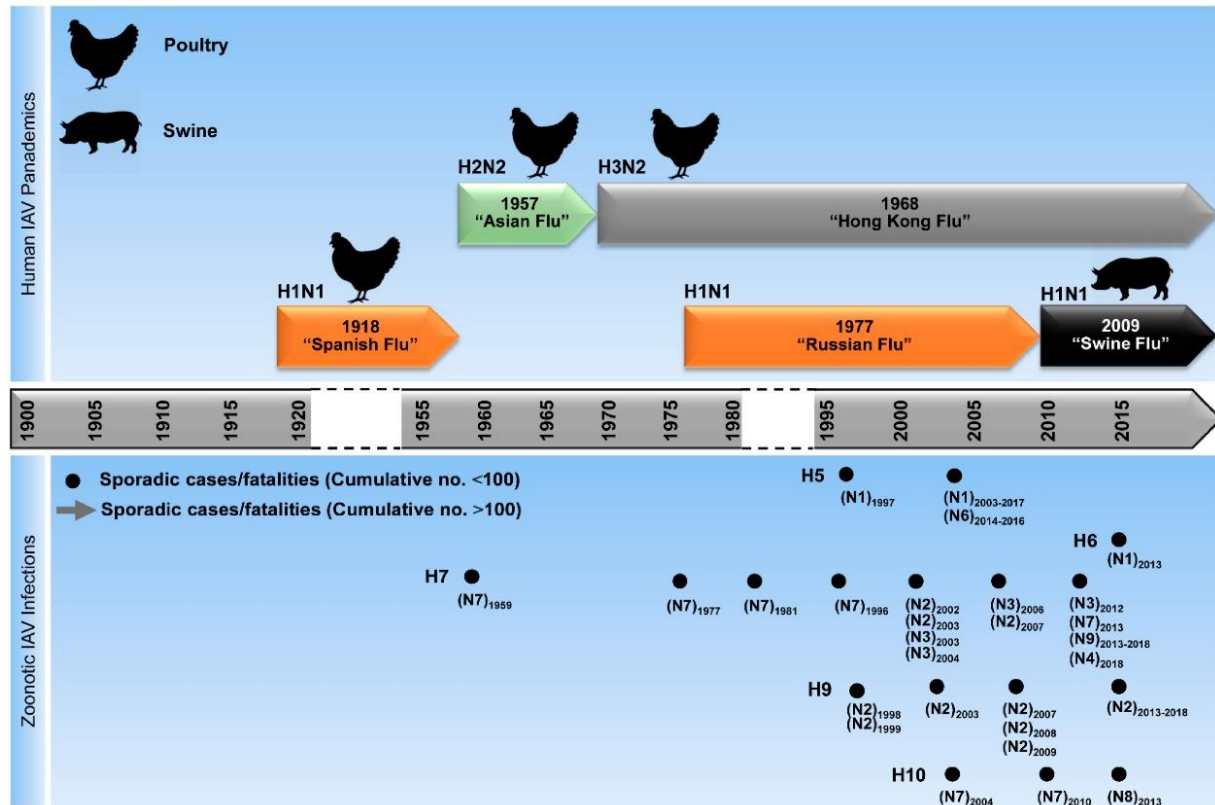 Human IAV Panademics
Poultry
Swine
H2N2
H3N2
1957
“Asian Flu”
1968
“Hong Kong Flu”
H1N1
H1N1
H1N1
1918
“Spanish Flu”
1977
“Russian Flu”
2009
“Swine Flu”
1900
1905
1910
1915
1920
1955
1960
1965
1970
1975
1980
1995
2000
2005
2010
2015
Zoonotic IAV Infections
Sporadic cases/fatalities (Cumulative no. <100)
Sporadic cases/fatalities (Cumulative no. >100)
H5
(N1)1997
(N1)2003-2017
(N6)2014-2016
H6
(N1)2013
H7
(N7)1959
(N7)1977
(N7)1981
(N7)1996
(N2)2002
(N2)2003
(N3)2003
(N3)2004
(N3)2006
(N2)2007
(N3)2012
(N7)2013
(N9)2013-2018
(N4)2018
H9
(N2)1998
(N2)1999
(N2)2003
(N2)2007
(N2)2008
(N2)2009
(N2)2013-2018
H10
(N7)2004
(N7)2010
(N8)2013